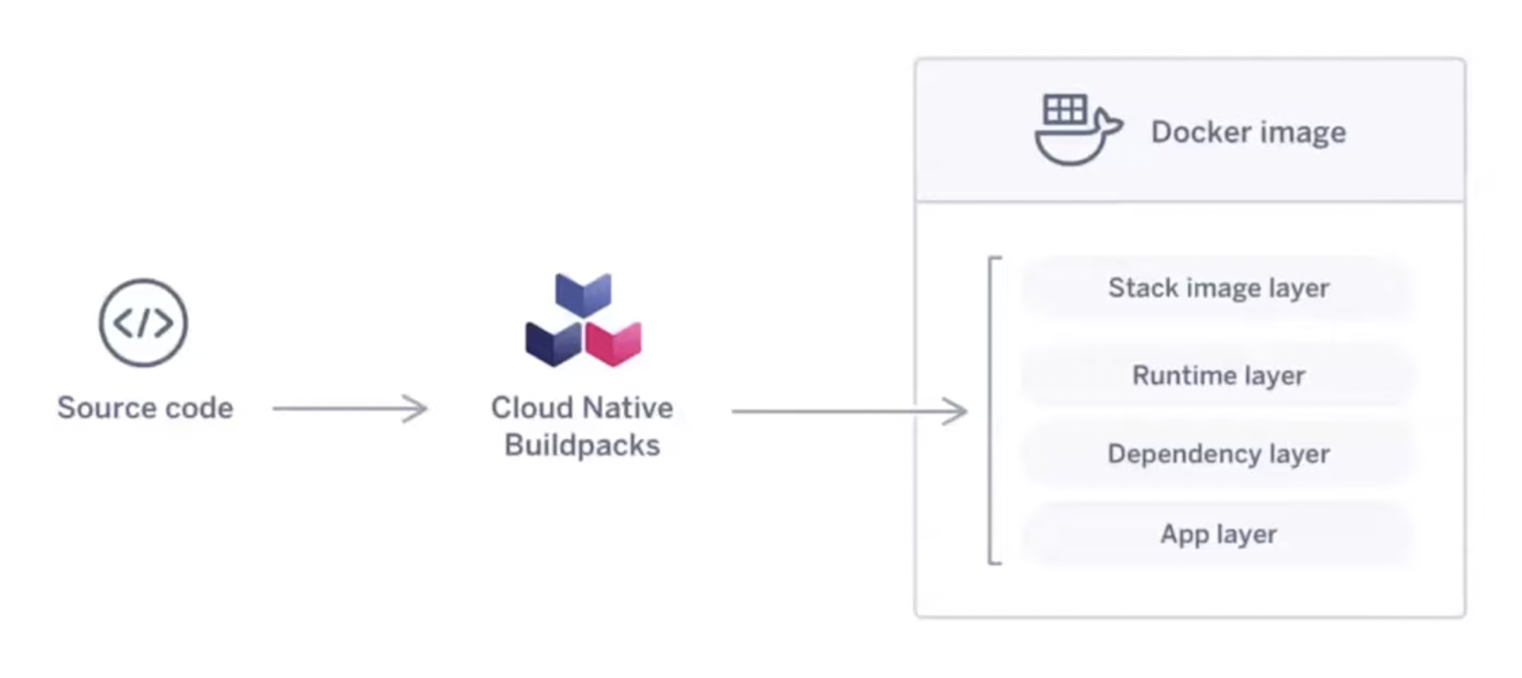 Docker image
Stack image layer
Runtime layer
Dependency layer
App layer
</>
Source code
Cloud Native
Buildpacks